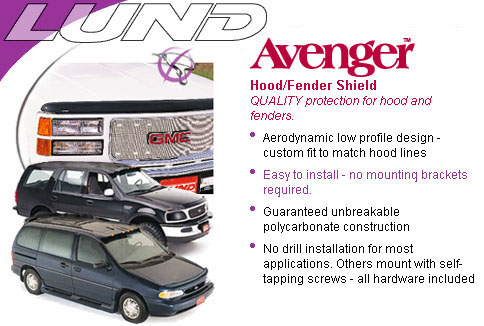 LUND
Avenger™
Hood/Fender Shield
QUALITY protection for hood and
fenders.
• Aerodynamic low profile design -
custom fit to match hood lines
GMC
• Easy to install - no mounting brackets
required.
• Guaranteed unbreakable
polycarbonate construction
• No drill installation for most
applications. Others mount with self-
tapping screws - all hardware included